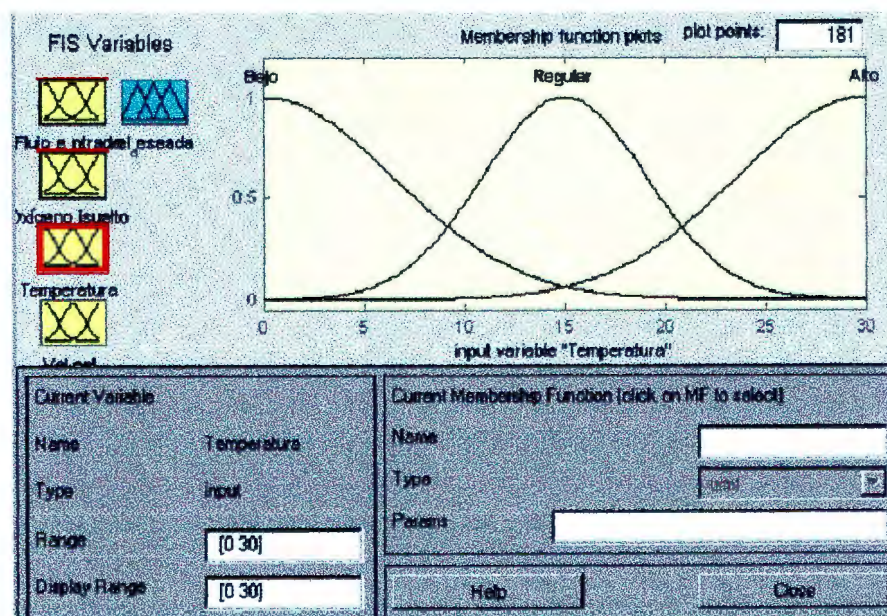 FIS Variables
Membership function plots
plot points:
181
Bajo
Regular
Alto
1
0.5
0
0 5 10 15 20 25 30
input variable "Temperatura"
Temperatura
Current Variable
Name Temperatura
Type input
Range [0 30]
Display Range [0 30]
Current Membership Function (click on MF to select)
Name
Type
Params
Help
Close